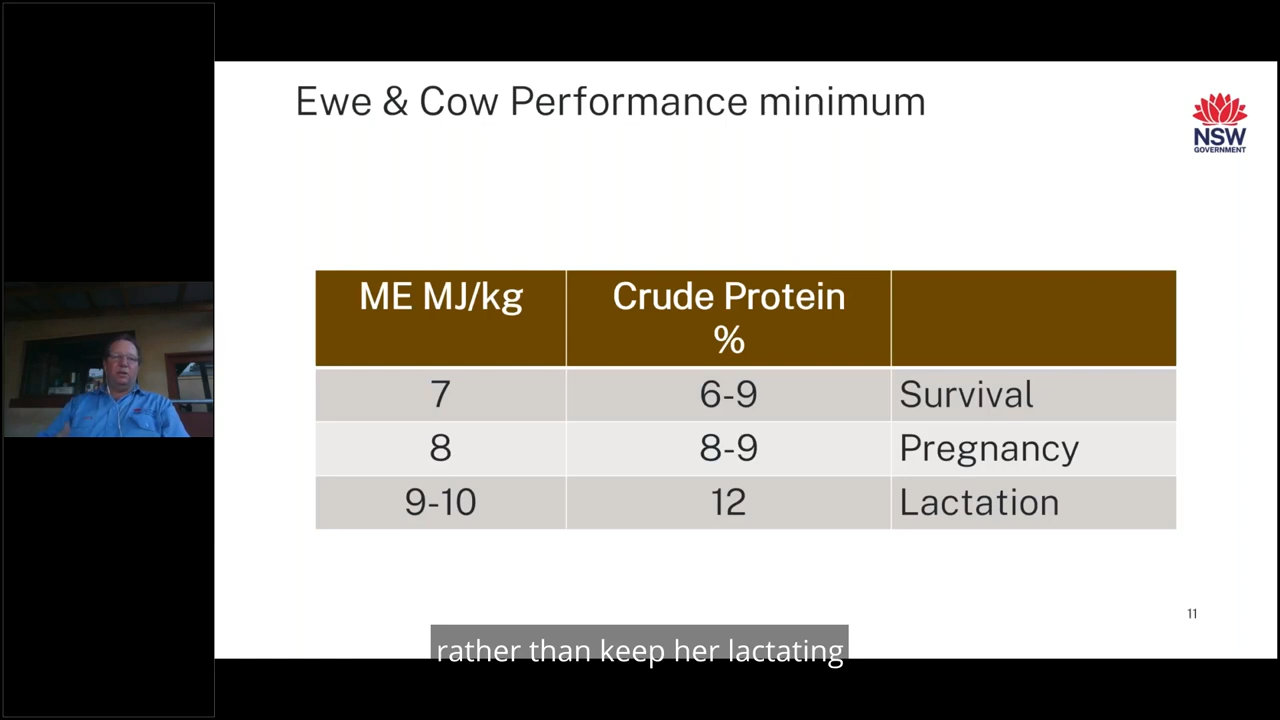 Ewe & Cow Performance minimum
NSW
GOVERNMENT
ME MJ/kg
Crude Protein
%
7
6-9
Survival
8
8-9
Pregnancy
9-10
12
Lactation
11
rather than keep her lactating